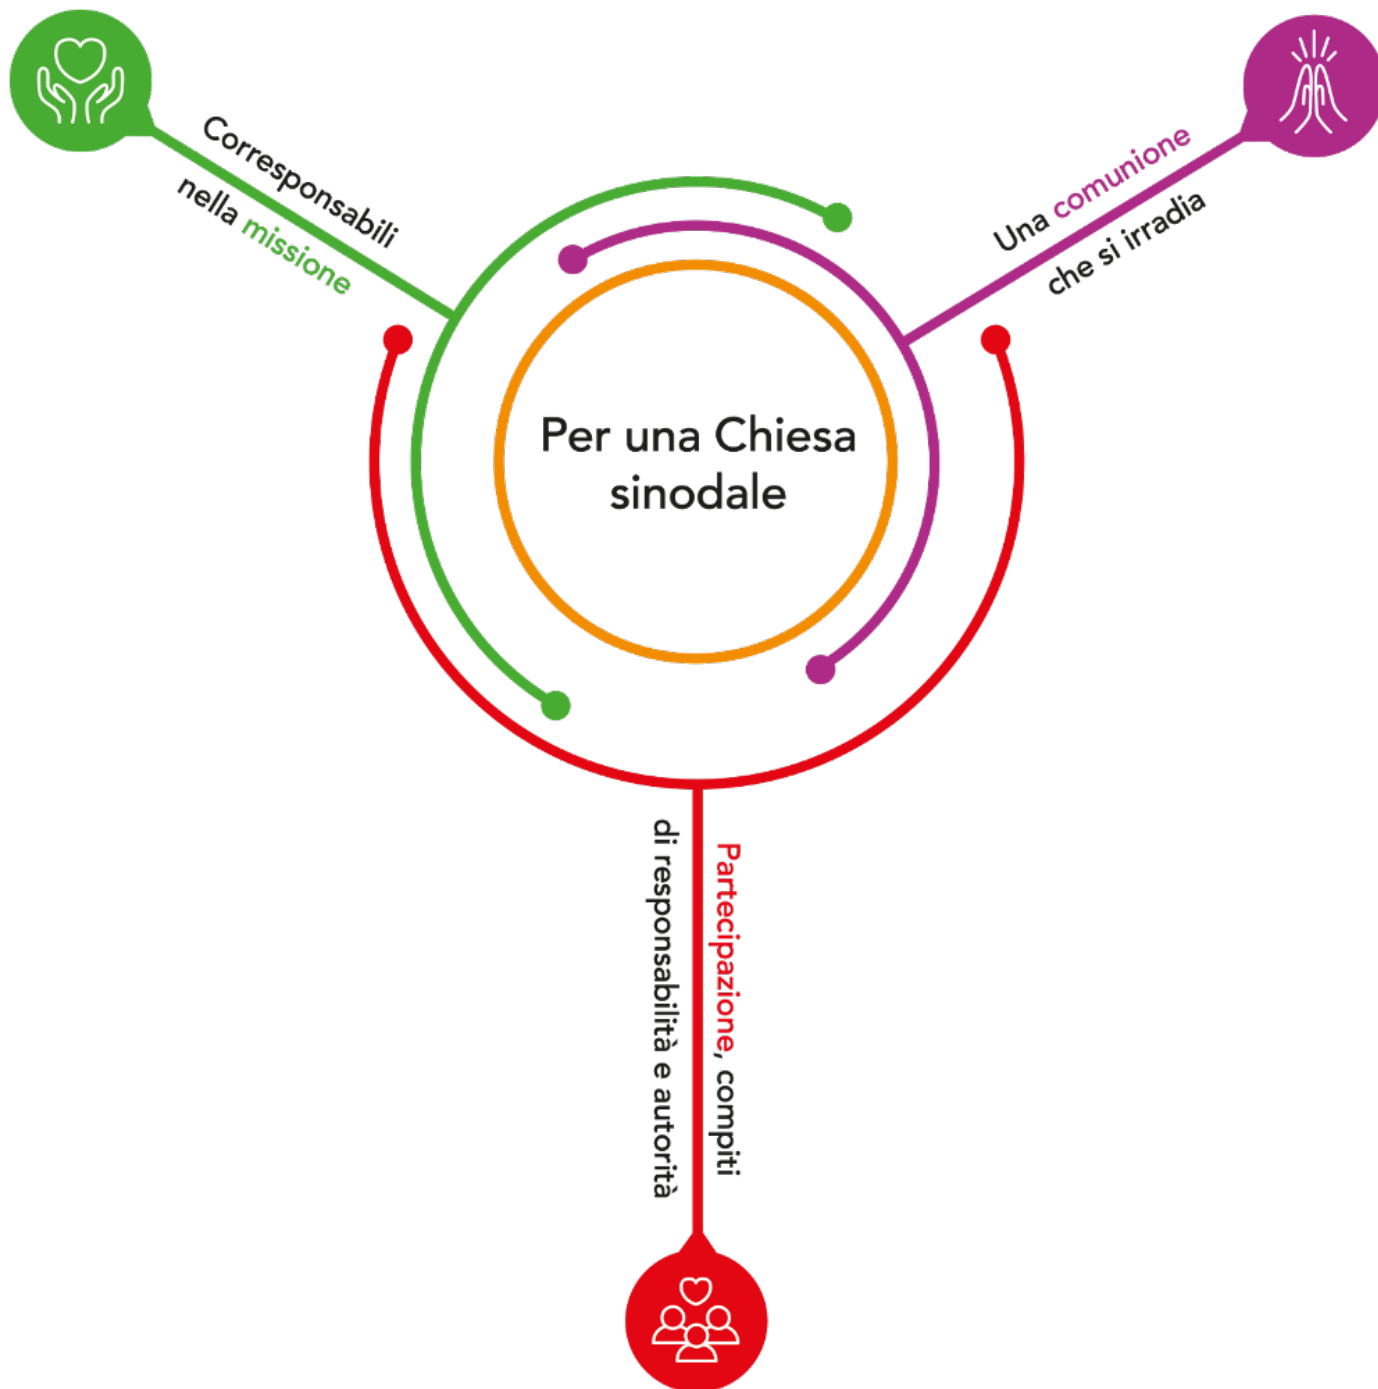 Corresponsabili
nella missione
Una comunione
che si irradia
Per una Chiesa
sinodale
Partecipazione, compiti
di responsabilità e autorità